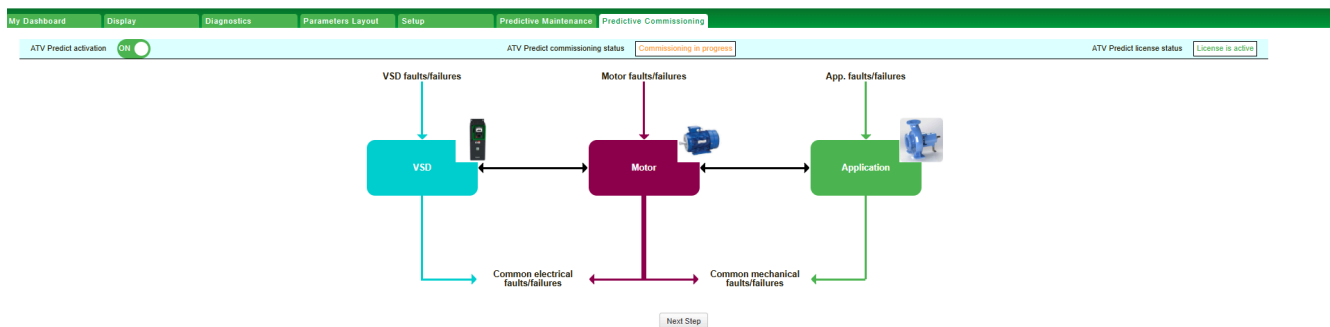 My Dashboard Display Diagnostics Parameters Layout Setup Predictive Maintenance Predictive Commissioning
ATV Predict activation ON ATV Predict commissioning status Commissioning in progress ATV Predict license status License is active
VSD faults/failures Motor faults/failures App. faults/failures
VSD Motor Application
Common electrical
faults/failures
Common mechanical
faults/failures
Next Step